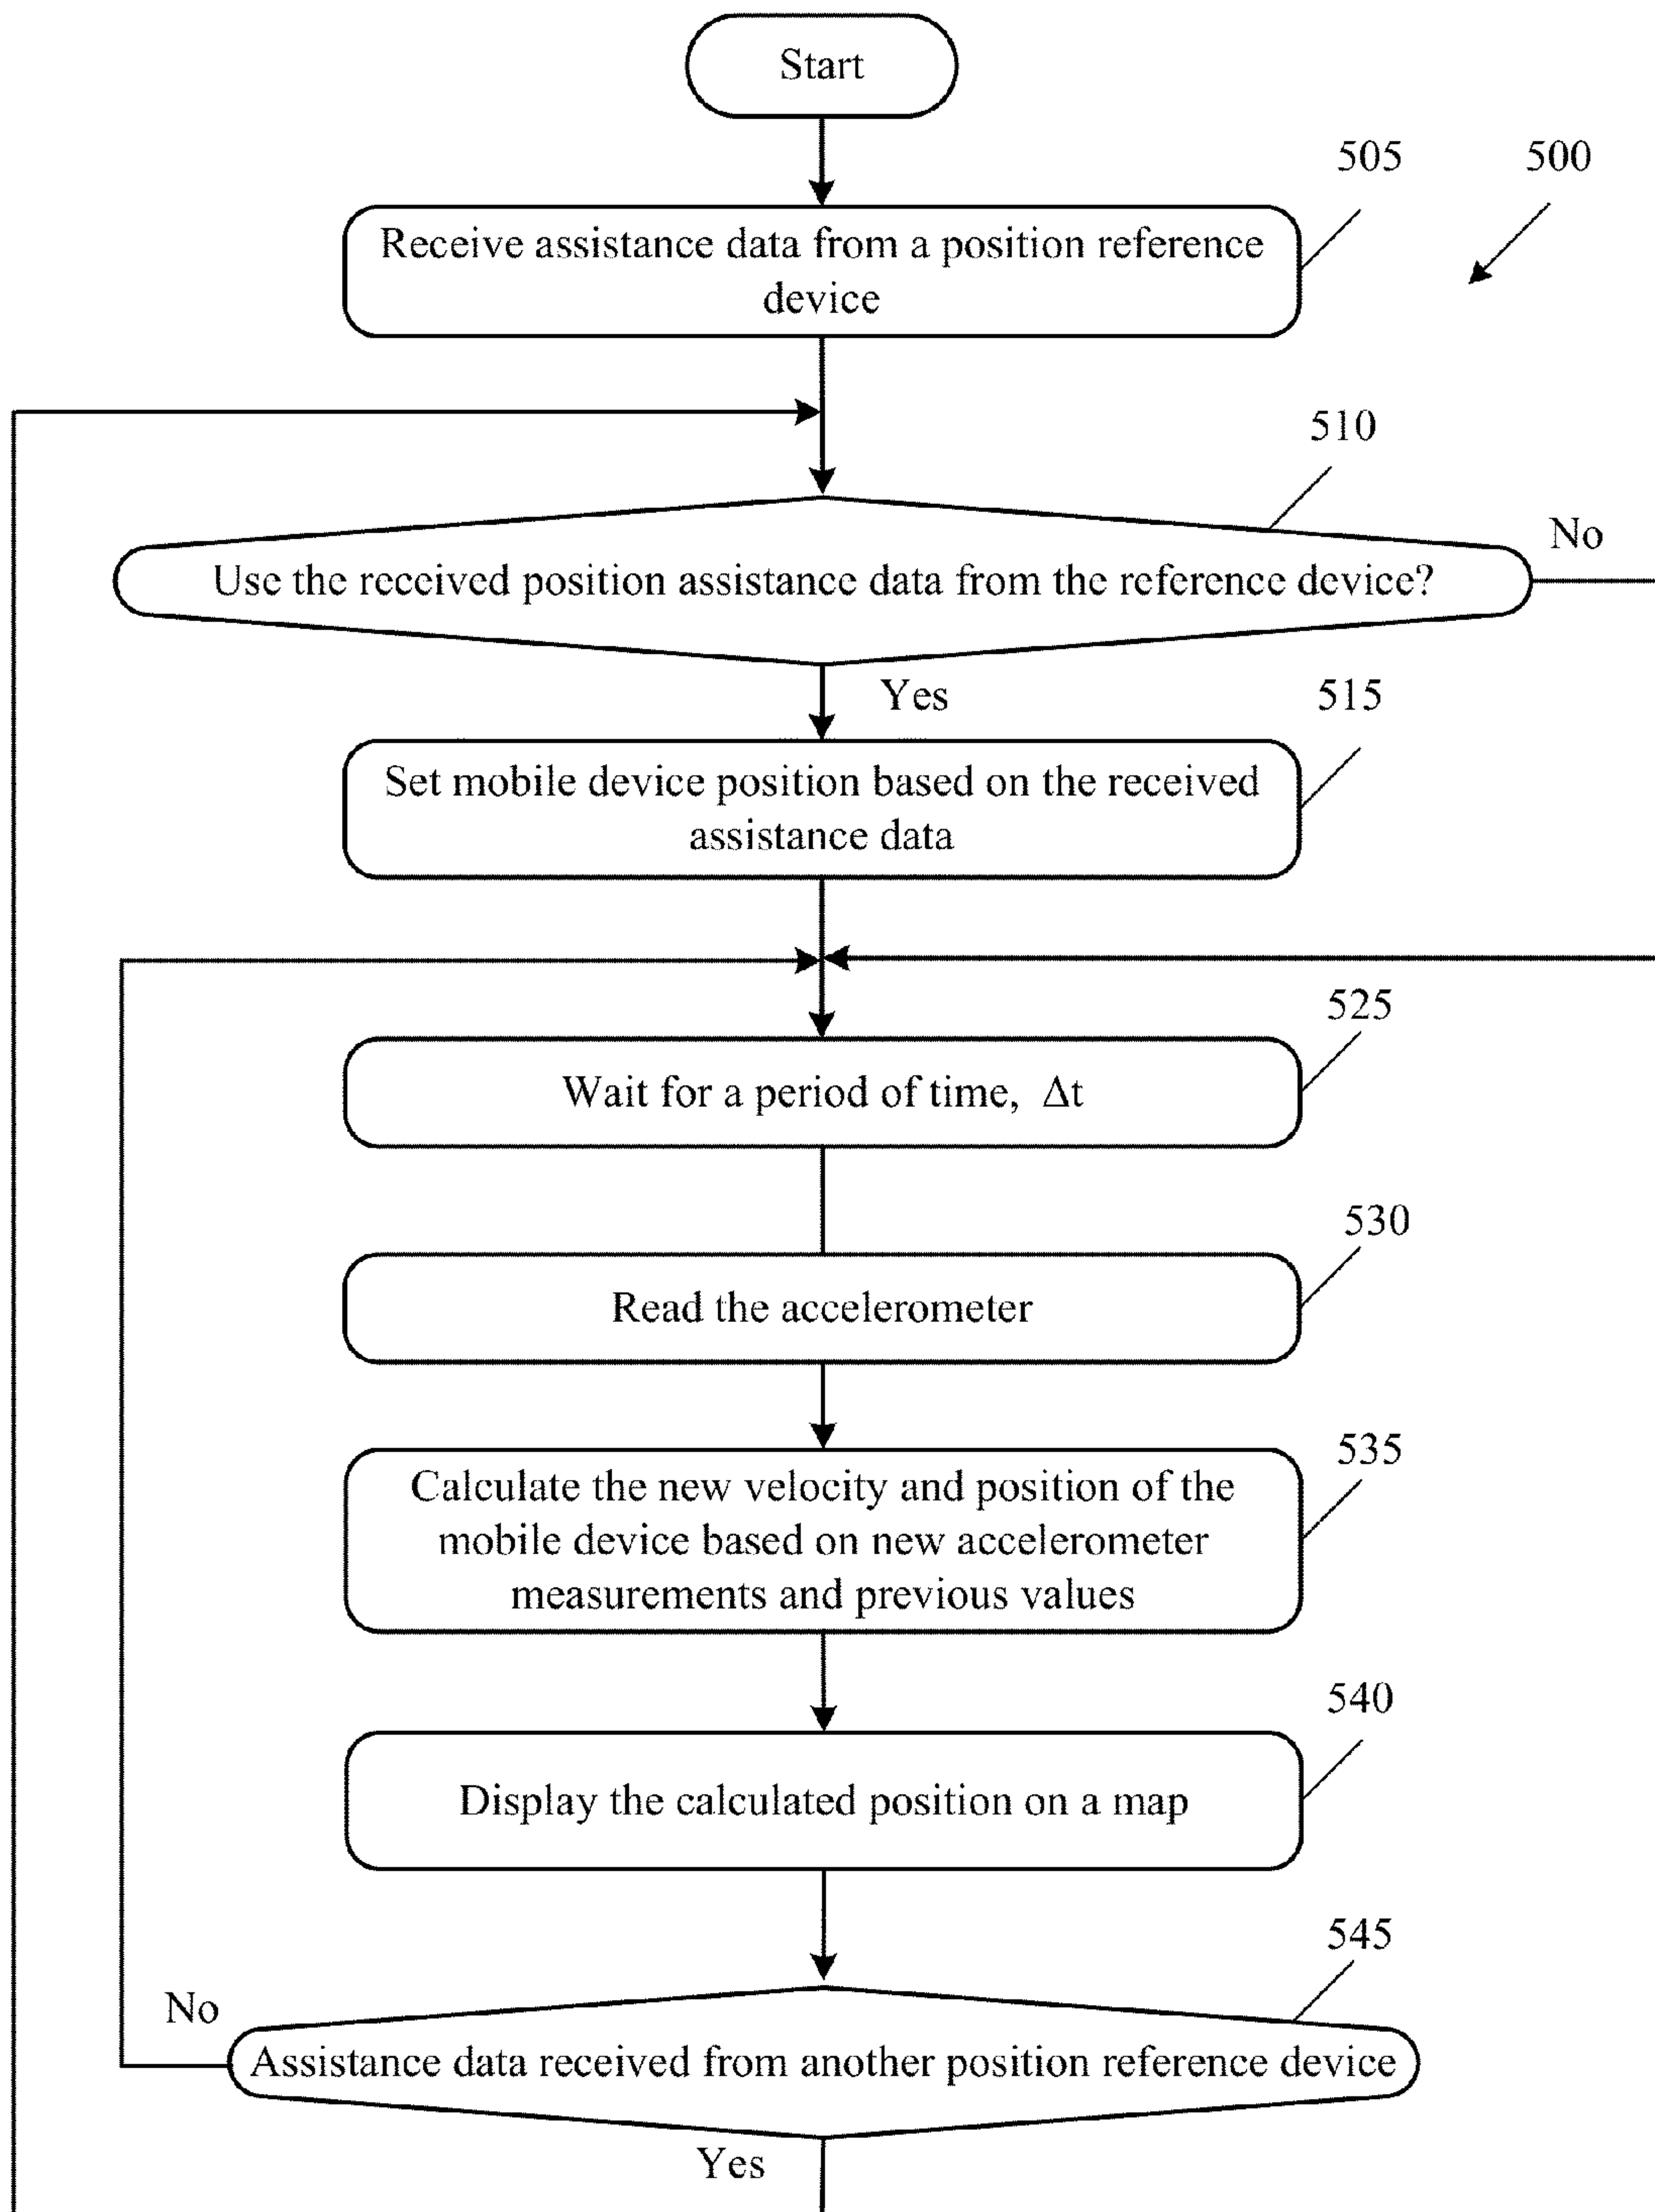 Start
505
500
Receive assistance data from a position reference
device
510
No
Use the received position assistance data from the reference device?
Yes
515
Set mobile device position based on the received
assistance data
525
Wait for a period of time, Δt
530
Read the accelerometer
535
Calculate the new velocity and position of the
mobile device based on new accelerometer
measurements and previous values
540
Display the calculated position on a map
545
No
Assistance data received from another position reference device
Yes